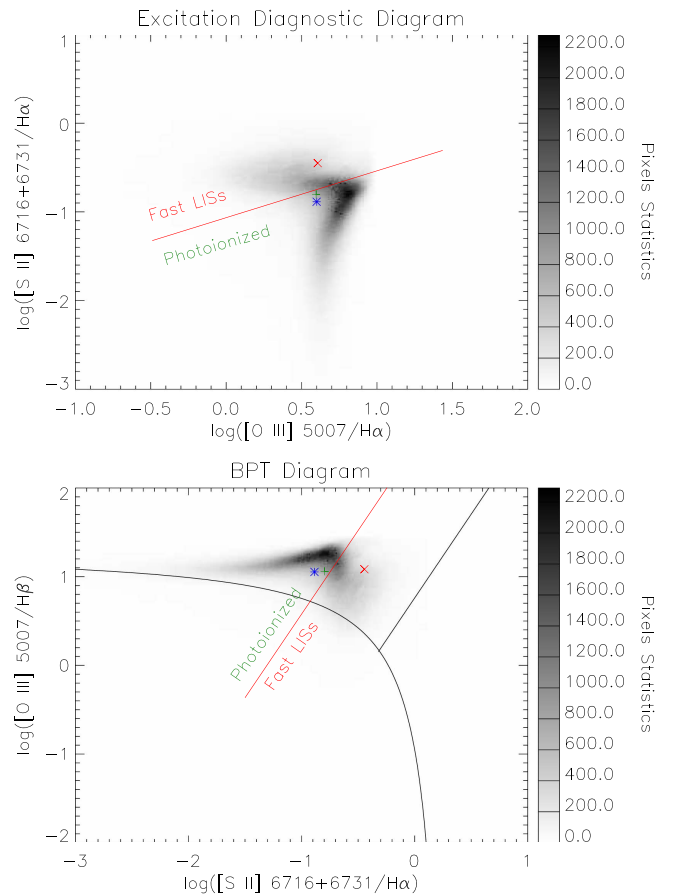 Excitation Diagnostic Diagram
1
0
−1
−2
−3
log([S II] 6716+6731/Hα)
Fast LISs
Photoionized
−1.0 −0.5 0.0 0.5 1.0 1.5 2.0
log([O III] 5007/Hα)
2200.0
2000.0
1800.0
1600.0
1400.0
1200.0
1000.0
800.0
600.0
400.0
200.0
0.0
Pixels Statistics
BPT Diagram
2
1
0
−1
−2
log([O III] 5007/Hβ)
Photoionized
Fast LISs
−3 −2 −1 0 1
log([S II] 6716+6731/Hα)
2200.0
2000.0
1800.0
1600.0
1400.0
1200.0
1000.0
800.0
600.0
400.0
200.0
0.0
Pixels Statistics